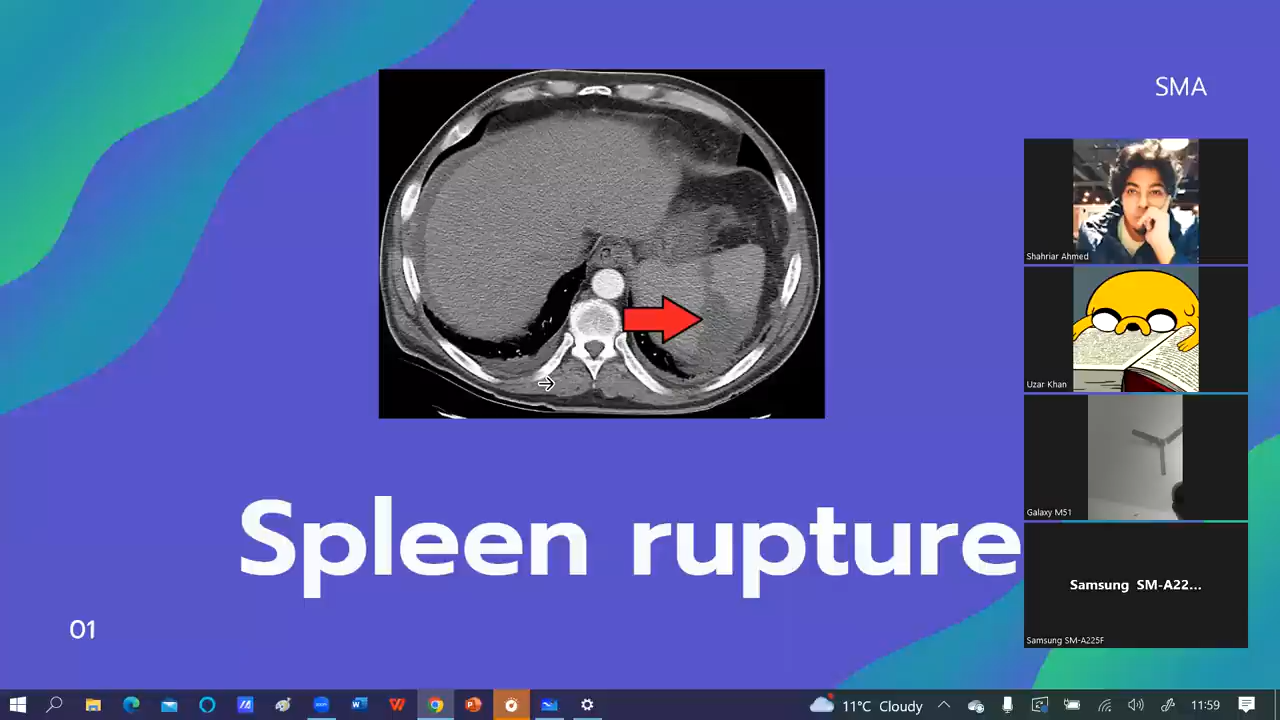 SMA
Shahriar Ahmed
Uzar Khan
Galaxy M51
Spleen rupture
Samsung SM-A22...
01
Samsung SM-A225F
11°C Cloudy
11:59